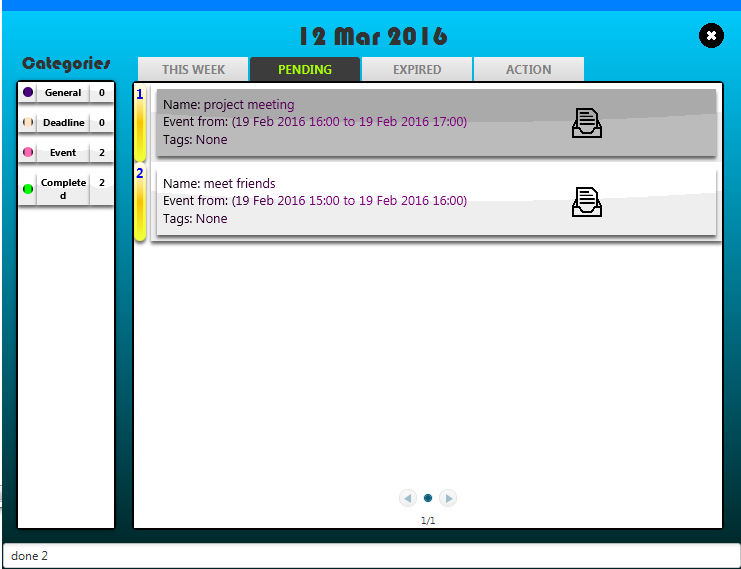 12 Mar 2016
Categories
THIS WEEK PENDING EXPIRED ACTION
General 0
Deadline 0
Event 2
Complete
d 2
1
Name: project meeting
Event from: (19 Feb 2016 16:00 to 19 Feb 2016 17:00)
Tags: None
2
Name: meet friends
Event from: (19 Feb 2016 15:00 to 19 Feb 2016 16:00)
Tags: None
1/1
done 2